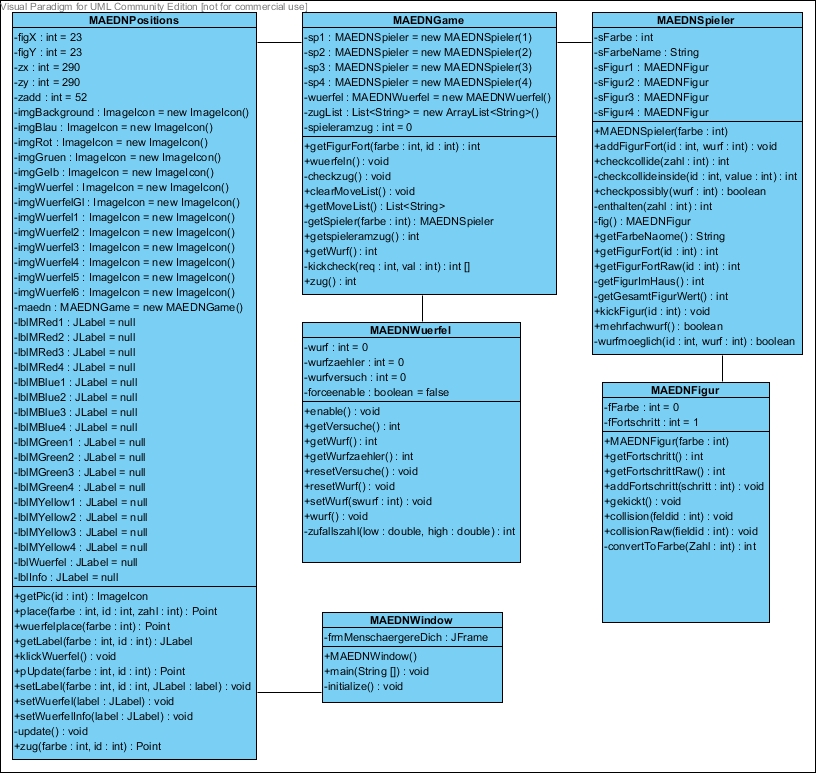 Visual Paradigm for UML Community Edition [not for commercial use]
MAEDNPositions
-figX : int = 23
-figY : int = 23
-zx : int = 290
-zy : int = 290
-zadd : int = 52
-imgBackground : ImageIcon = new ImageIcon()
-imgBlau : ImageIcon = new ImageIcon()
-imgRot : ImageIcon = new ImageIcon()
-imgGruen : ImageIcon = new ImageIcon()
-imgGelb : ImageIcon = new ImageIcon()
-imgWuerfel : ImageIcon = new ImageIcon()
-imgWuerfelGI : ImageIcon = new ImageIcon()
-imgWuerfel1 : ImageIcon = new ImageIcon()
-imgWuerfel2 : ImageIcon = new ImageIcon()
-imgWuerfel3 : ImageIcon = new ImageIcon()
-imgWuerfel4 : ImageIcon = new ImageIcon()
-imgWuerfel5 : ImageIcon = new ImageIcon()
-imgWuerfel6 : ImageIcon = new ImageIcon()
-maedn : MAEDNGame = new MAEDNGame()
-lblMRed1 : JLabel = null
-lblMRed2 : JLabel = null
-lblMRed3 : JLabel = null
-lblMRed4 : JLabel = null
-lblMBlue1 : JLabel = null
-lblMBlue2 : JLabel = null
-lblMBlue3 : JLabel = null
-lblMBlue4 : JLabel = null
-lblMGreen1 : JLabel = null
-lblMGreen2 : JLabel = null
-lblMGreen3 : JLabel = null
-lblMGreen4 : JLabel = null
-lblMYellow1 : JLabel = null
-lblMYellow2 : JLabel = null
-lblMYellow3 : JLabel = null
-lblMYellow4 : JLabel = null
-lblWuerfel : JLabel = null
-lblInfo : JLabel = null
+getPic(id : int) : ImageIcon
+place(farbe : int, id : int, zahl : int) : Point
+wuerfelplace(farbe : int) : Point
+getLabel(farbe : int, id : int) : JLabel
+klickWuerfel() : void
+pUpdate(farbe : int, id : int) : Point
+setLabel(farbe : int, id : int, JLabel : label) : void
+setWuerfel(label : JLabel) : void
+setWuerfelInfo(label : JLabel) : void
-update() : void
+zug(farbe : int, id : int) : Point
MAEDNGame
-sp1 : MAEDNSpieler = new MAEDNSpieler(1)
-sp2 : MAEDNSpieler = new MAEDNSpieler(2)
-sp3 : MAEDNSpieler = new MAEDNSpieler(3)
-sp4 : MAEDNSpieler = new MAEDNSpieler(4)
-wuerfel : MAEDNWuerfel = new MAEDNWuerfel()
-zugList : List<String> = new ArrayList<String>()
-spieleramzug : int = 0
+getFigurFort(farbe : int, id : int) : int
+wuerfeln() : void
-checkzug() : void
+clearMoveList() : void
+getMoveList() : List<String>
-getSpieler(farbe : int) : MAEDNSpieler
+getspieleramzug() : int
+getWurf() : int
-kickcheck(req : int, val : int) : int []
+zug() : int
MAEDNSpieler
-sFarbe : int
-sFarbeName : String
-sFigur1 : MAEDNFigur
-sFigur2 : MAEDNFigur
-sFigur3 : MAEDNFigur
-sFigur4 : MAEDNFigur
+MAEDNSpieler(farbe : int)
+addFigurFort(id : int, wurf : int) : void
+checkcollide(zahl : int) : int
-checkcollideinside(id : int, value : int) : int
+checkpossibly(wurf : int) : boolean
-enthalten(zahl : int) : int
-fig() : MAEDNFigur
+getFarbeNaome() : String
+getFigurFort(id : int) : int
+getFigurFortRaw(id : int) : int
-getFigurImHaus() : int
-getGesamtFigurWert() : int
+kickFigur(id : int) : void
+mehrfachwurf() : boolean
-wurfmoeglich(id : int, wurf : int) : boolean
MAEDNWuerfel
-wurf : int = 0
-wurfzaehler : int = 0
-wurfversuch : int = 0
-forceenable : boolean = false
+enable() : void
+getVersuche() : int
+getWurf() : int
+getWurfzaehler() : int
+resetVersuche() : void
+resetWurf() : void
+setWurf(swurf : int) : void
+wurf() : void
-zufallszahl(low : double, high : double) : int
MAEDNFigur
-fFarbe : int = 0
-fFortschritt : int = 1
+MAEDNFigur(farbe : int)
+getFortschritt() : int
+getFortschrittRaw() : int
+addFortschritt(schritt : int) : void
+gekickt() : void
+collision(feldid : int) : void
+collisionRaw(fieldid : int) : void
-convertToFarbe(Zahl : int) : int
MAEDNWindow
-frmMenschaergereDich : JFrame
+MAEDNWindow()
+main(String []) : void
-initialize() : void